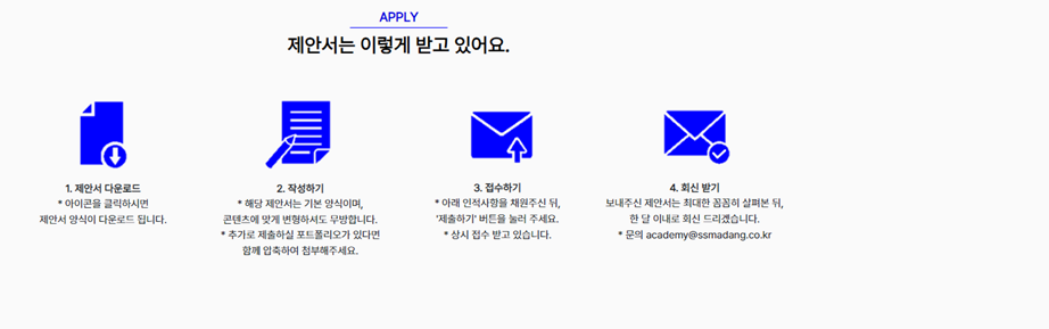 APPLY
제안서는 이렇게 받고 있어요.
1. 제안서 다운로드
* 아이콘을 클릭하시면
제안서 양식이 다운로드 됩니다.
2. 작성하기
* 해당 제안서는 기본 양식이며,
콘텐츠에 맞게 변형하셔도 무방합니다.
* 추가로 제출하실 포트폴리오가 있다면
함께 압축하여 첨부해주세요.
3. 접수하기
* 아래 인적사항을 채워주신 뒤,
'제출하기' 버튼을 눌러 주세요.
* 상시 접수 받고 있습니다.
4. 회신 받기
보내주신 제안서는 최대한 꼼꼼히 살펴본 뒤,
한 달 이내로 회신 드리겠습니다.
* 문의 academy@ssmadang.co.kr